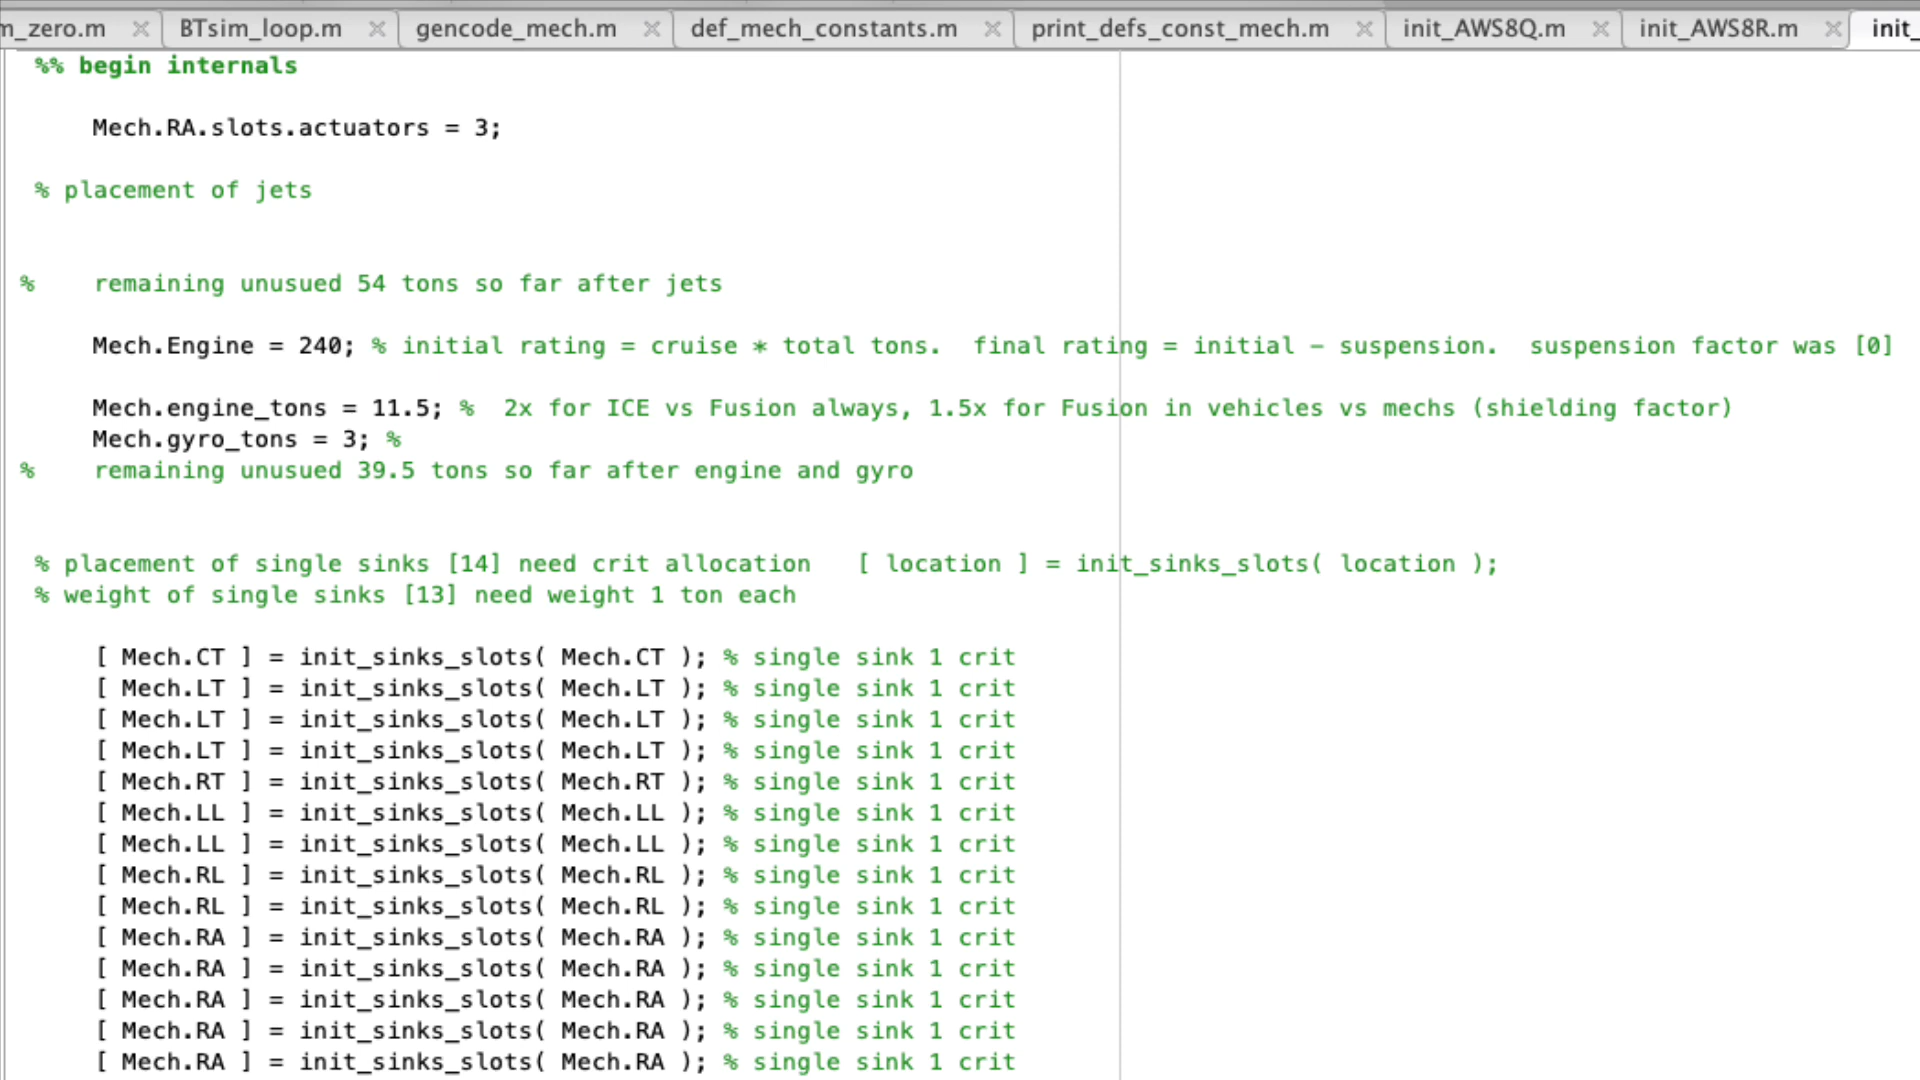 m_zero.m BTsim_loop.m gencode_mech.m def_mech_constants.m print_defs_const_mech.m init_AWS8Q.m init_AWS8R.m init_
%% begin internals
Mech.RA.slots.actuators = 3;
% placement of jets
% remaining unusued 54 tons so far after jets
Mech.Engine = 240; % initial rating = cruise * total tons. final rating = initial - suspension. suspension factor was [0]
Mech.engine_tons = 11.5; % 2x for ICE vs Fusion always, 1.5x for Fusion in vehicles vs mechs (shielding factor)
Mech.gyro_tons = 3; %
% remaining unusued 39.5 tons so far after engine and gyro
% placement of single sinks [14] need crit allocation [ location ] = init_sinks_slots( location );
% weight of single sinks [13] need weight 1 ton each
[ Mech.CT ] = init_sinks_slots( Mech.CT ); % single sink 1 crit
[ Mech.LT ] = init_sinks_slots( Mech.LT ); % single sink 1 crit
[ Mech.LT ] = init_sinks_slots( Mech.LT ); % single sink 1 crit
[ Mech.LT ] = init_sinks_slots( Mech.LT ); % single sink 1 crit
[ Mech.RT ] = init_sinks_slots( Mech.RT ); % single sink 1 crit
[ Mech.LL ] = init_sinks_slots( Mech.LL ); % single sink 1 crit
[ Mech.LL ] = init_sinks_slots( Mech.LL ); % single sink 1 crit
[ Mech.RL ] = init_sinks_slots( Mech.RL ); % single sink 1 crit
[ Mech.RL ] = init_sinks_slots( Mech.RL ); % single sink 1 crit
[ Mech.RA ] = init_sinks_slots( Mech.RA ); % single sink 1 crit
[ Mech.RA ] = init_sinks_slots( Mech.RA ); % single sink 1 crit
[ Mech.RA ] = init_sinks_slots( Mech.RA ); % single sink 1 crit
[ Mech.RA ] = init_sinks_slots( Mech.RA ); % single sink 1 crit
[ Mech.RA ] = init_sinks_slots( Mech.RA ); % single sink 1 crit